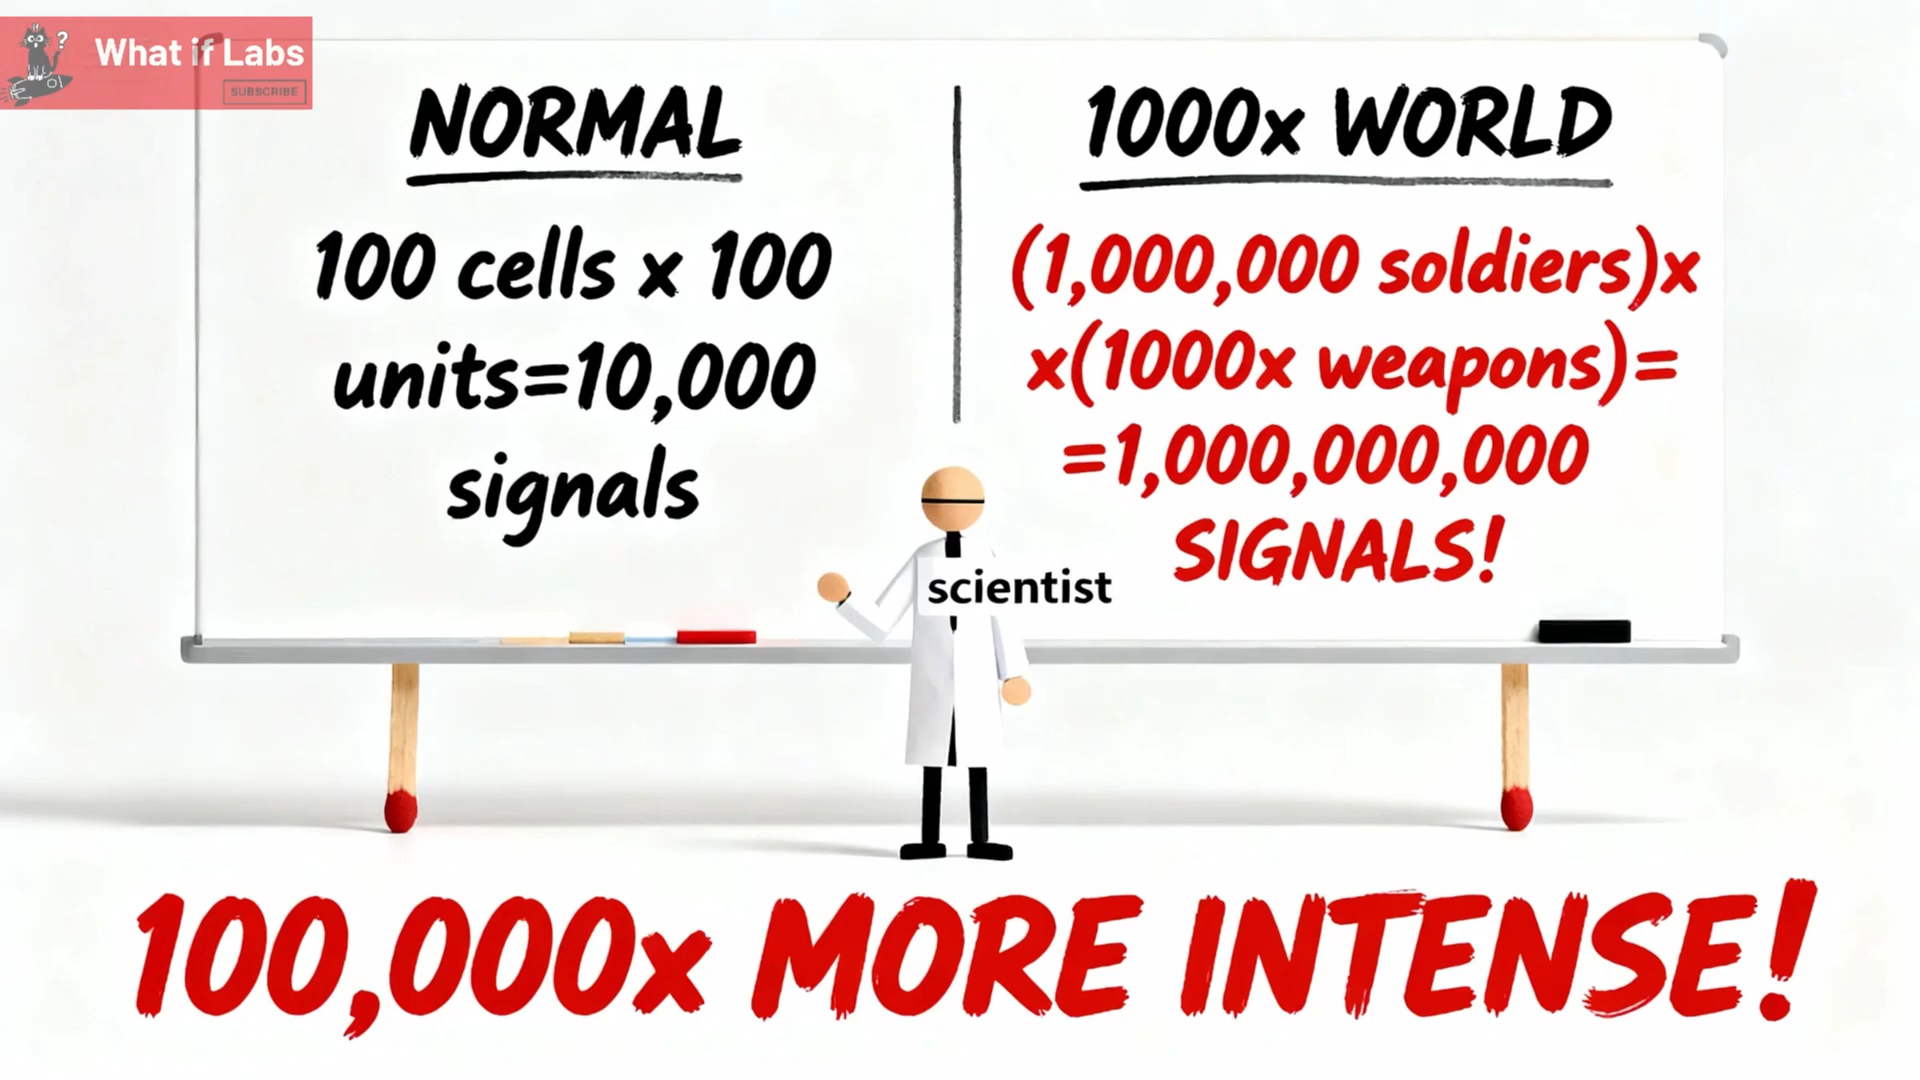 What if Labs
SUBSCRIBE
NORMAL
100 cells x 100
units=10,000
signals
1000x WORLD
(1,000,000 soldiers)x
x(1000x weapons)=
=1,000,000,000
SIGNALS!
scientist
100,000x MORE INTENSE!